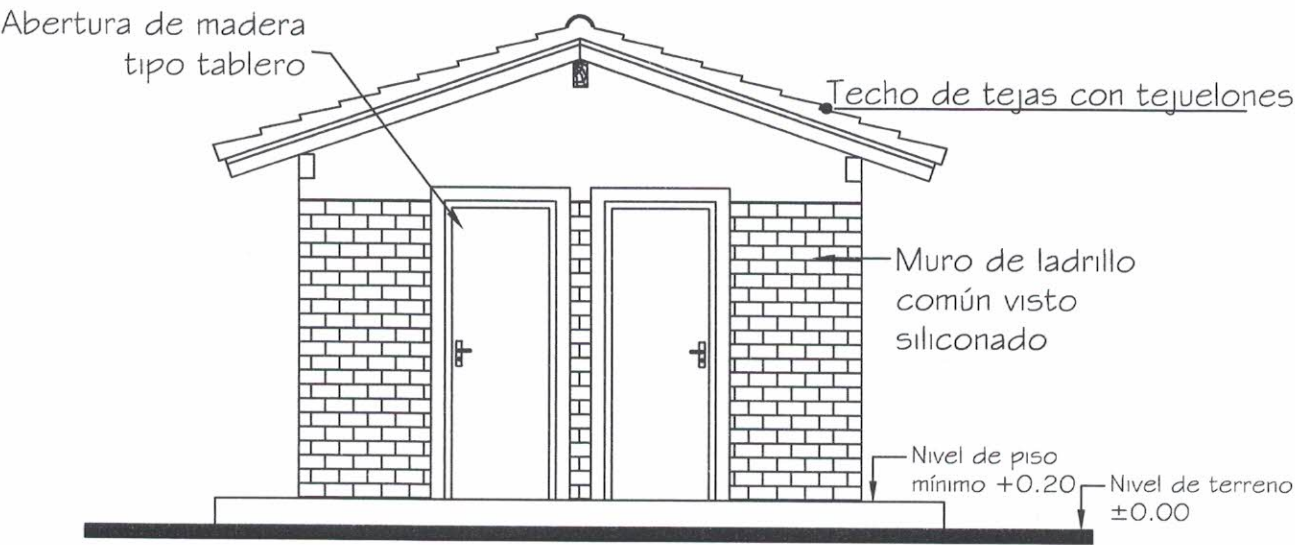 Abertura de madera
tipo tablero
Techo de tejas con tejuelones
Muro de ladrillo
común visto
siliconado
Nivel de piso
mínimo +0.20
Nivel de terreno
±0.00